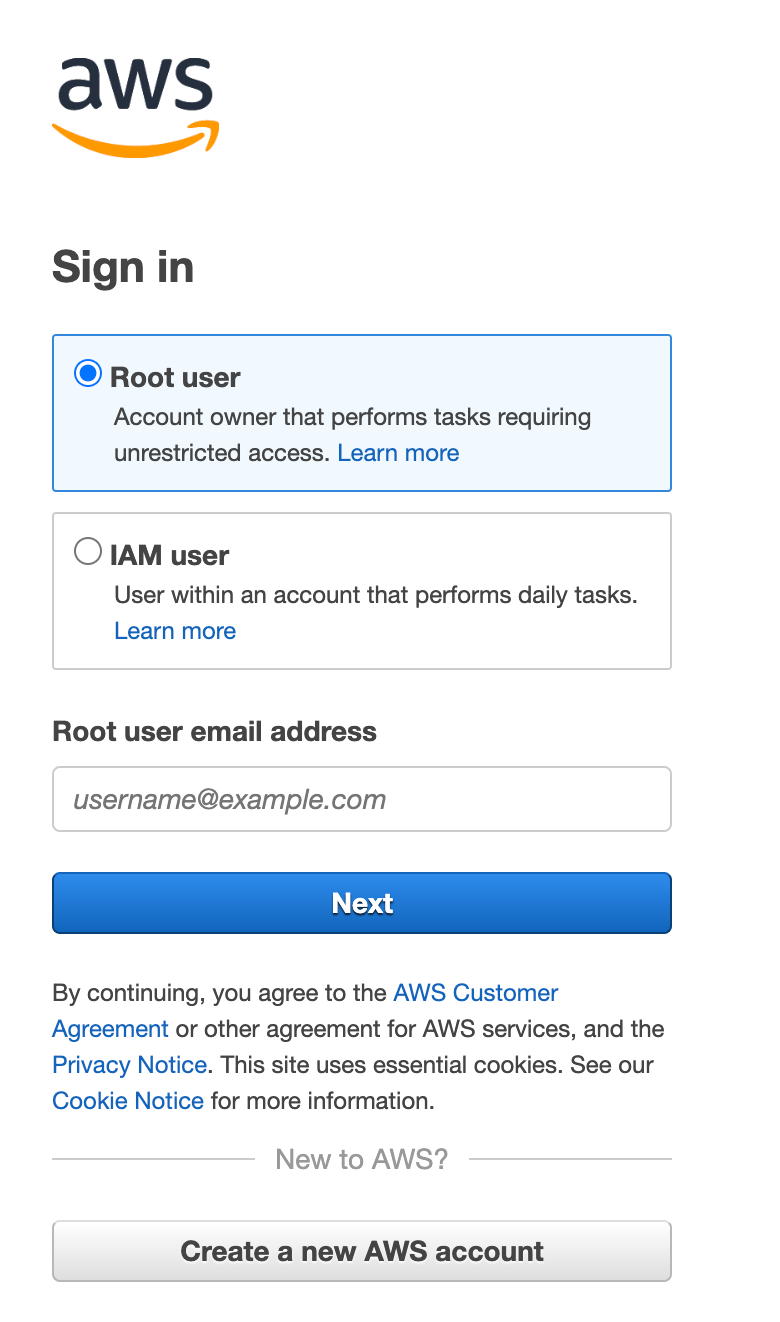 aws
Sign in
Root user
Account owner that performs tasks requiring
unrestricted access. Learn more
IAM user
User within an account that performs daily tasks.
Learn more
Root user email address
username@example.com
Next
By continuing, you agree to the AWS Customer
Agreement or other agreement for AWS services, and the
Privacy Notice. This site uses essential cookies. See our
Cookie Notice for more information.
New to AWS?
Create a new AWS account